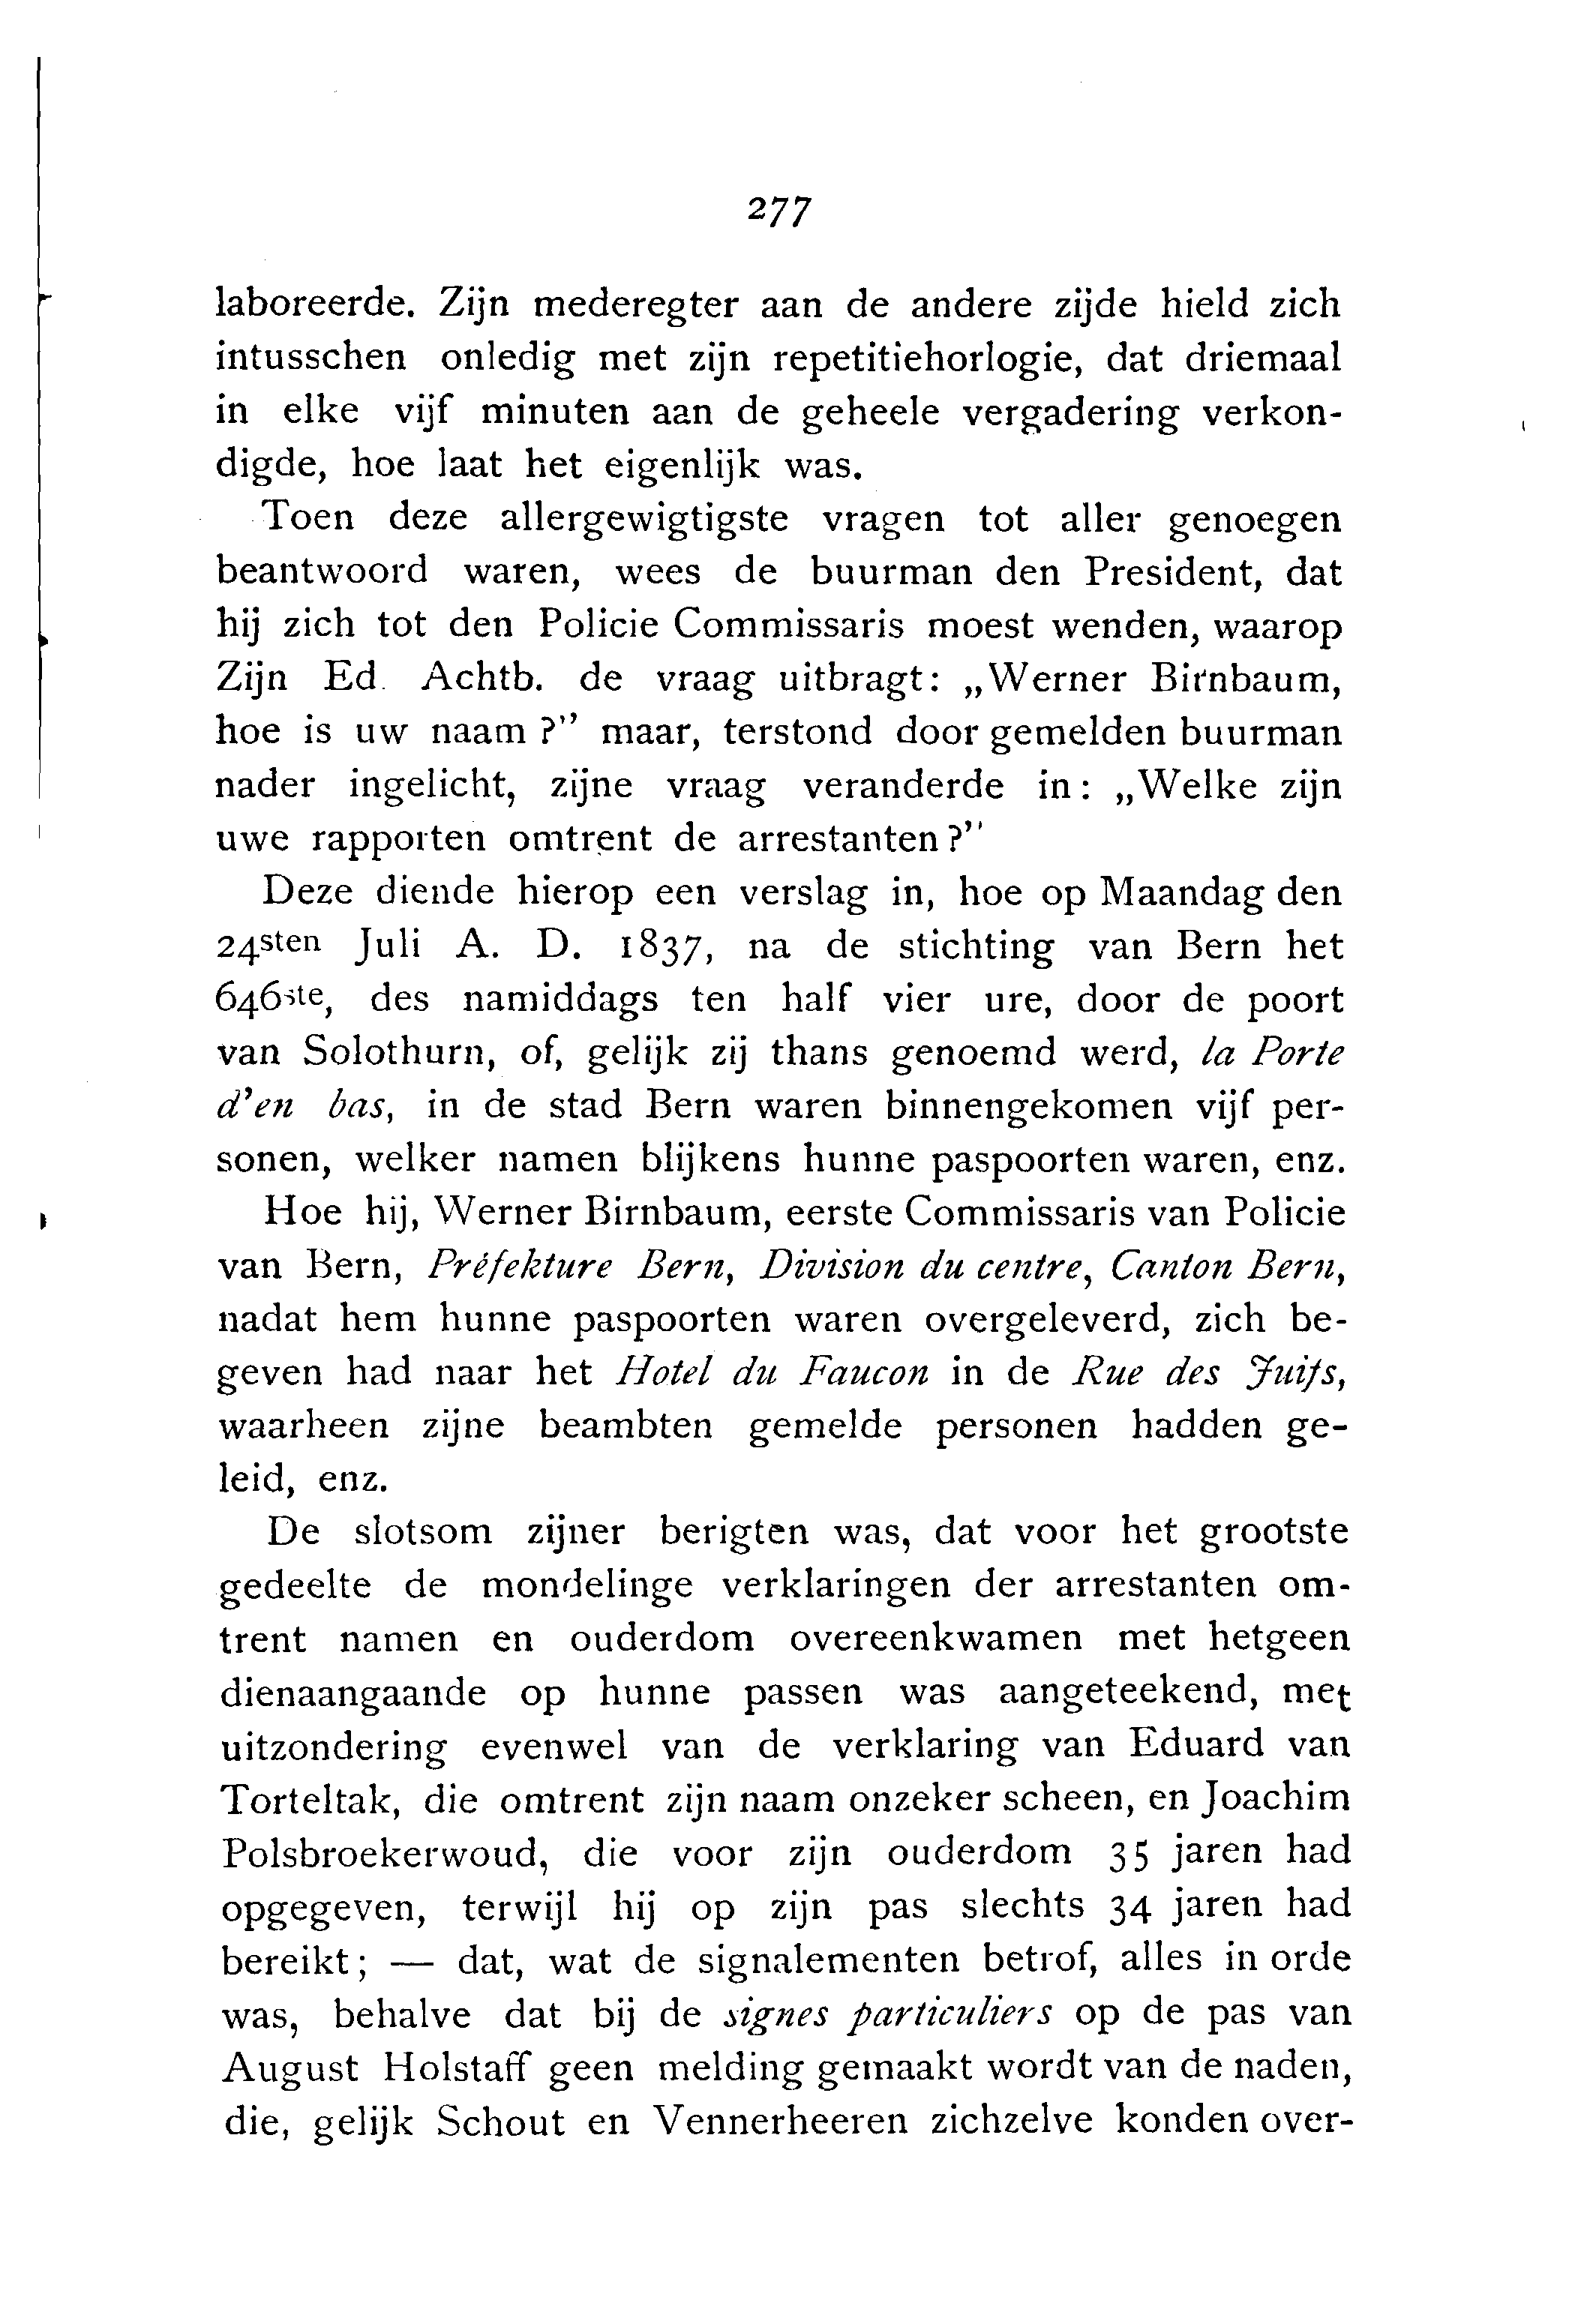 277
laboreerde. Zijn mederegter aan de andere zijde hield zich
intusschen onledig met zijn repetitiehorlogie, dat driemaal
in elke vijf minuten aan de geheele vergadering verkon-
digde, hoe laat het eigenlijk was.
Toen deze allergewigtigste vragen tot aller genoegen
beantwoord waren, wees de buurman den President, dat
hij zich tot den Policie Commissaris moest wenden, waarop
Zijn Ed. Achtb. de vraag uitbragt: „Werner Birnbaum,
hoe is uw naam?” maar, terstond door gemelden buurman
nader ingelicht, zijne vraag veranderde in: „Welke zijn
uwe rapporten omtrent de arrestanten?”
Deze diende hierop een verslag in, hoe op Maandag den
24sten Juli A. D. 1837, na de stichting van Bern het
646ste, des namiddags ten half vier ure, door de poort
van Solothurn, of, gelijk zij thans genoemd werd, la Porte
d'en bas, in de stad Bern waren binnengekomen vijf per-
sonen, welker namen blijkens hunne paspoorten waren, enz.
Hoe hij, Werner Birnbaum, eerste Commissaris van Policie
van Bern, Préfekture Bern, Division du centre, Canton Bern,
nadat hem hunne paspoorten waren overgeleverd, zich be-
geven had naar het Hotel du Faucon in de Rue des Juifs,
waarheen zijne beambten gemelde personen hadden ge-
leid, enz.
De slotsom zijner berigten was, dat voor het grootste
gedeelte de mondelinge verklaringen der arrestanten om-
trent namen en ouderdom overeenkwamen met hetgeen
dienaangaande op hunne passen was aangeteekend, met
uitzondering evenwel van de verklaring van Eduard van
Torteltak, die omtrent zijn naam onzeker scheen, en Joachim
Polsbroekerwoud, die voor zijn ouderdom 35 jaren had
opgegeven, terwijl hij op zijn pas slechts 34 jaren had
bereikt; — dat, wat de signalementen betrof, alles in orde
was, behalve dat bij de signes particuliers op de pas van
August Holstaff geen melding gemaakt wordt van de naden,
die, gelijk Schout en Vennerheeren zichzelve konden over-